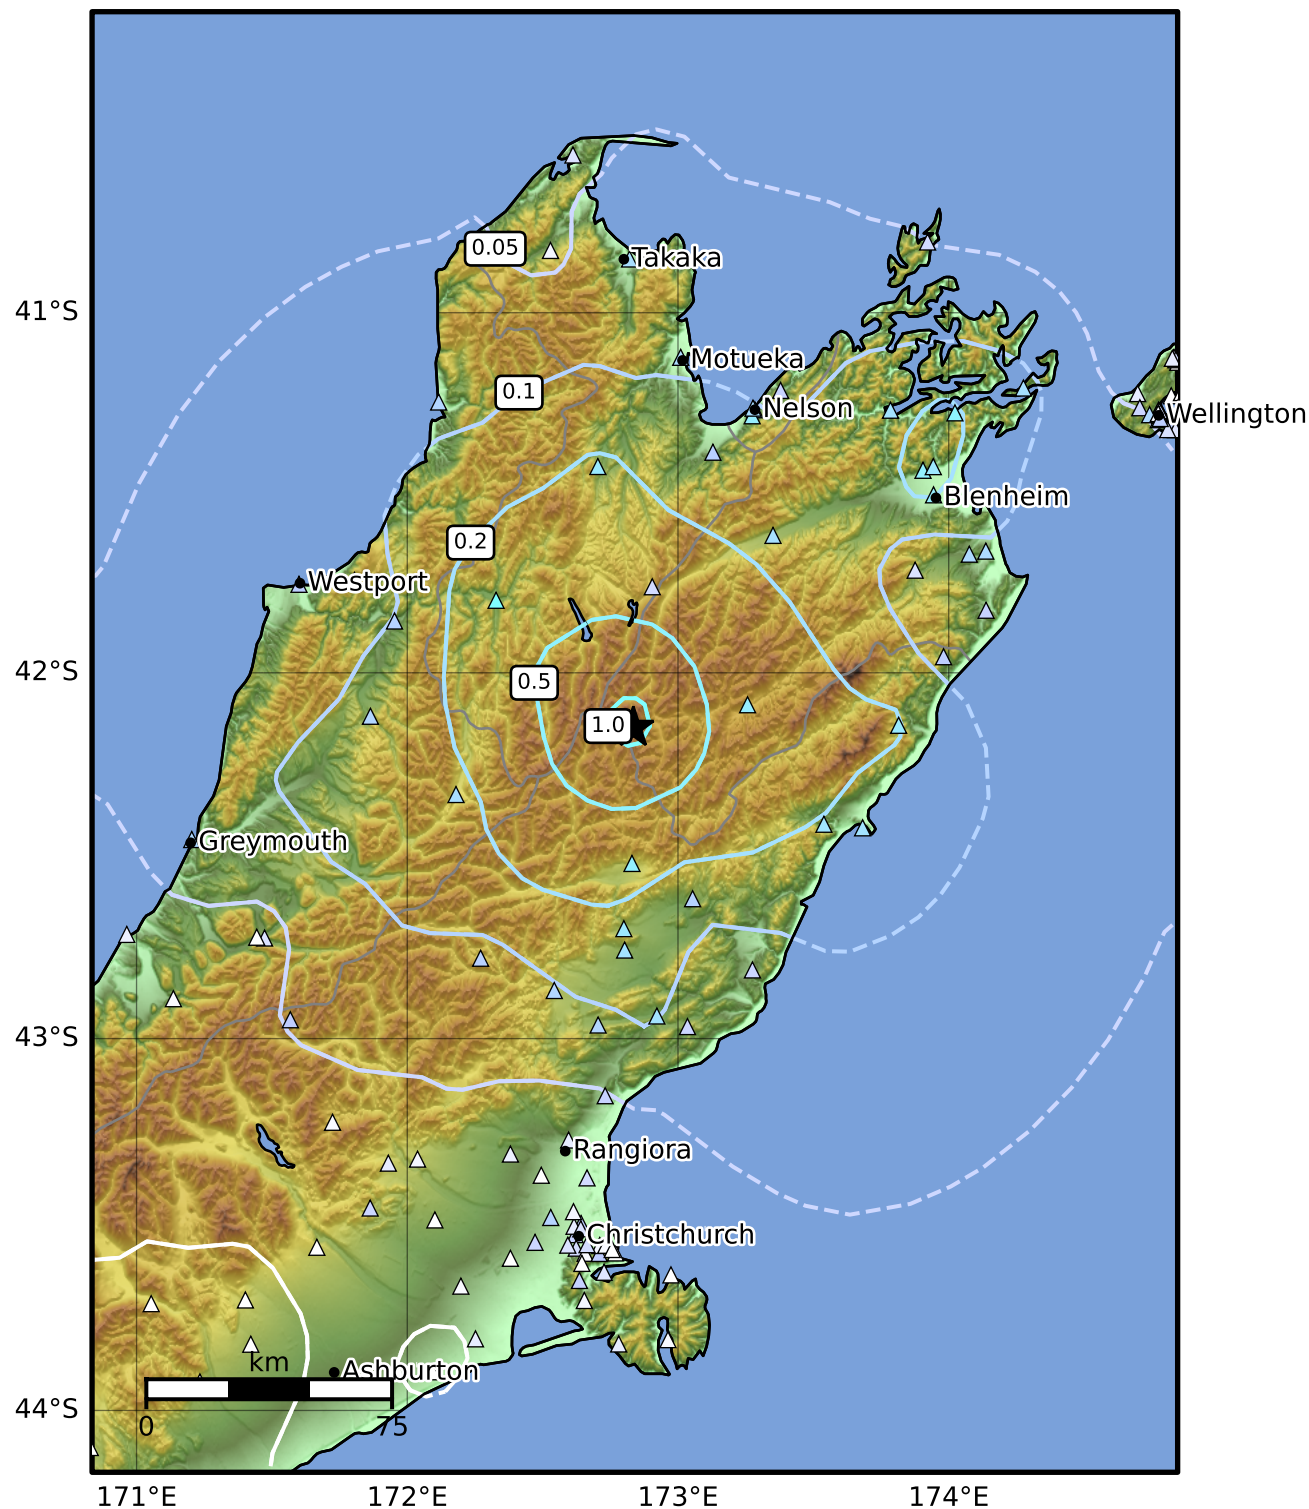 0.05
Takaka
41°S
Motueka
0.1
Nelson
Wellington
Blenheim
0.2
Westport
42°S
0.5
1.0
Greymouth
43°S
Rangiora
Christchurch
km
Ashburton
44°S
0
75
171°E
172°E
173°E
174°E